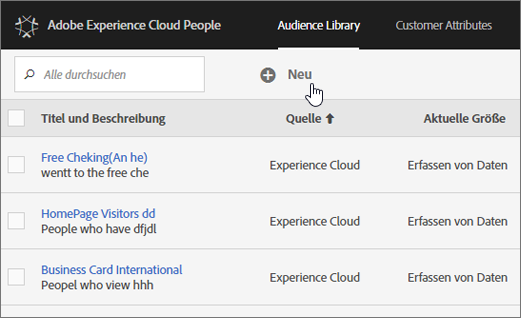 Adobe Experience Cloud People Audience Library Customer Attributes
Alle durchsuchen Neu
Titel und Beschreibung Quelle Aktuelle Größe
Free Cheking(An he) Experience Cloud Erfassen von Daten
wentt to the free che
HomePage Visitors dd Experience Cloud Erfassen von Daten
People who have dfjdl
Business Card International Experience Cloud Erfassen von Daten
Peopel who view hhh